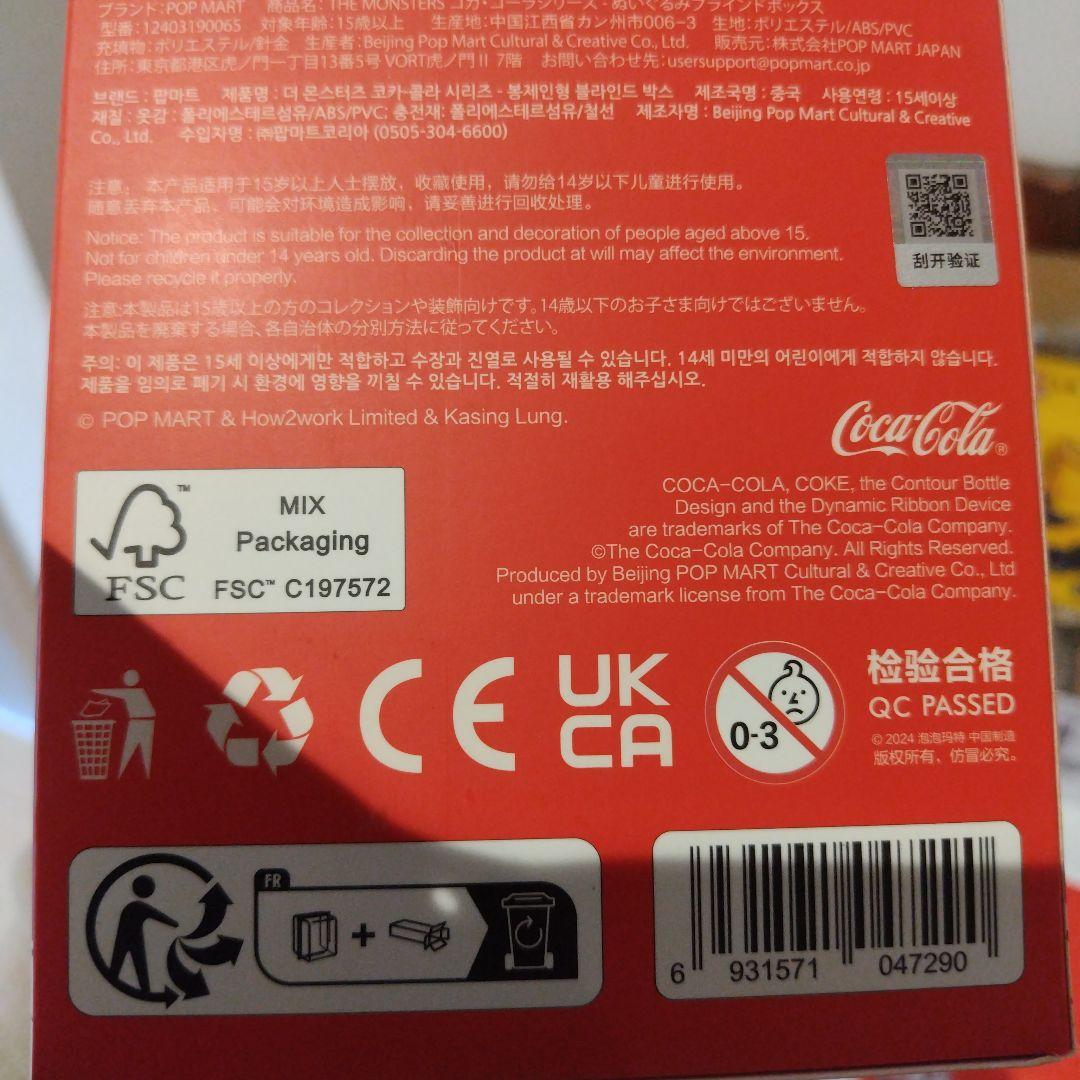 ブランド:POP MART 商品名: THE MONSTERS コカ・コーラシリーズ - ぬいぐるみブラインドボックス
型番:12403190065 対象年齢:15歳以上 生産地:中国江西省カン州市006-3 生地:ポリエステル/ABS/PVC
充填物:ポリエステル/針金 生産者:Beijing Pop Mart Cultural & Creative Co., Ltd. 販売元:株式会社POP MART JAPAN
住所:東京都港区虎ノ門一丁目13番5号 VORT虎ノ門II 7階 お問い合わせ先:usersupport@popmart.co.jp
브랜드 : 팝마트 제품명 : 더 몬스터즈 코카-콜라 시리즈 - 봉제인형 블라인드 박스 제조국명 : 중국 사용연령 : 15세이상
재질 : 옷감 : 폴리에스테르섬유/ABS/PVC; 충전재: 폴리에스테르섬유/철선 제조자명 : Beijing Pop Mart Cultural & Creative
Co., Ltd. 수입자명 : ㈜팝마트코리아 (0505-304-6600)
注意: 本产品适用于15岁以上人士摆放，收藏使用，请勿给14岁以下儿童进行使用。
随意丢弃本产品，可能会对环境造成影响，请妥善进行回收处理。
Notice: The product is suitable for the collection and decoration of people aged above 15.
Not for children under 14 years old. Discarding the product at will may affect the environment.
Please recycle it properly.
刮开验证
注意:本製品は15歳以上の方のコレクションや装飾向けです。14歳以下のお子さま向けではございません。
本製品を廃棄する場合、各自治体の分別方法に従ってください。
주의: 이 제품은 15세 이상에게만 적합하고 수장과 진열로 사용될 수 있습니다. 14세 미만의 어린이에게 적합하지 않습니다.
제품을 임의로 폐기 시 환경에 영향을 끼칠 수 있습니다. 적절히 재활용 해주십시오.
© POP MART & How2work Limited & Kasing Lung.
Coca-Cola®
COCA-COLA, COKE, the Contour Bottle
Design and the Dynamic Ribbon Device
are trademarks of The Coca-Cola Company.
©The Coca-Cola Company. All Rights Reserved.
Produced by Beijing POP MART Cultural & Creative Co., Ltd
under a trademark license from The Coca-Cola Company.
™
FSC
MIX
Packaging
FSC™ C197572
CE
UK
CA
0-3
检验合格
QC PASSED
© 2024 泡泡玛特 中国制造
版权所有，仿冒必究。
FR
6 931571 047290